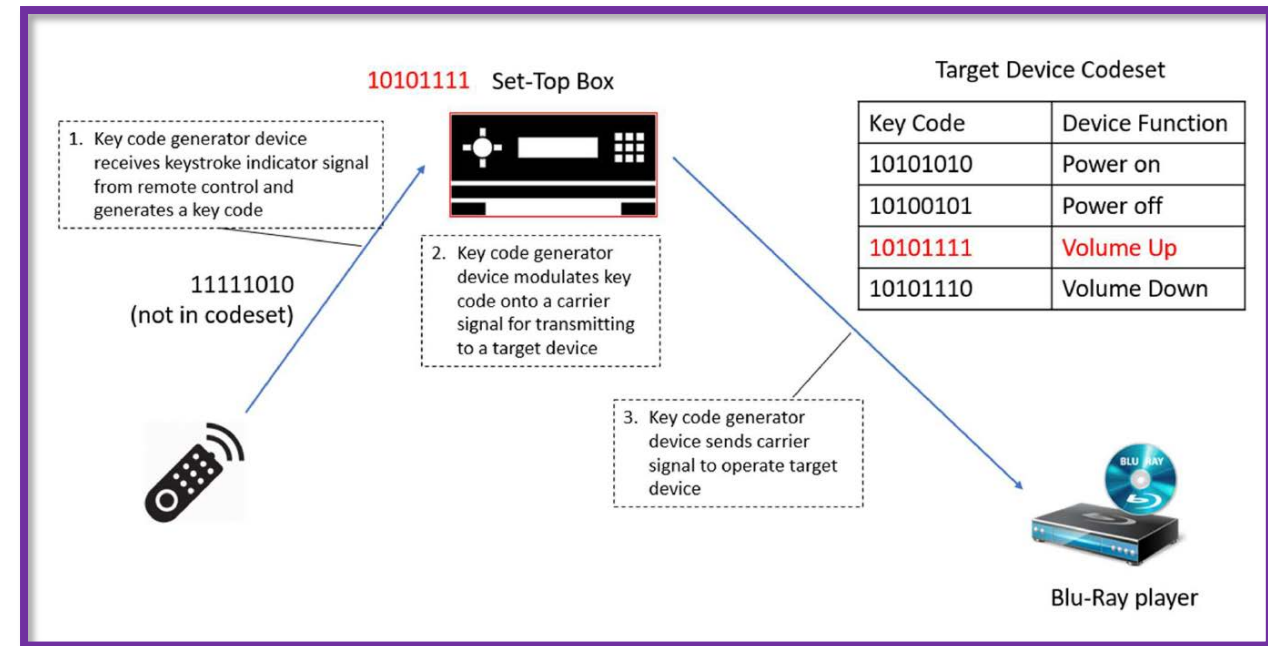 10101111 Set-Top Box
1. Key code generator device
receives keystroke indicator signal
from remote control and
generates a key code
11111010
(not in codeset)
2. Key code generator
device modulates key
code onto a carrier
signal for transmitting
to a target device
3. Key code generator
device sends carrier
signal to operate target
device
Target Device Codeset
Key Code Device Function
10101010 Power on
10100101 Power off
10101111 Volume Up
10101110 Volume Down
BLU RAY
Blu-Ray player